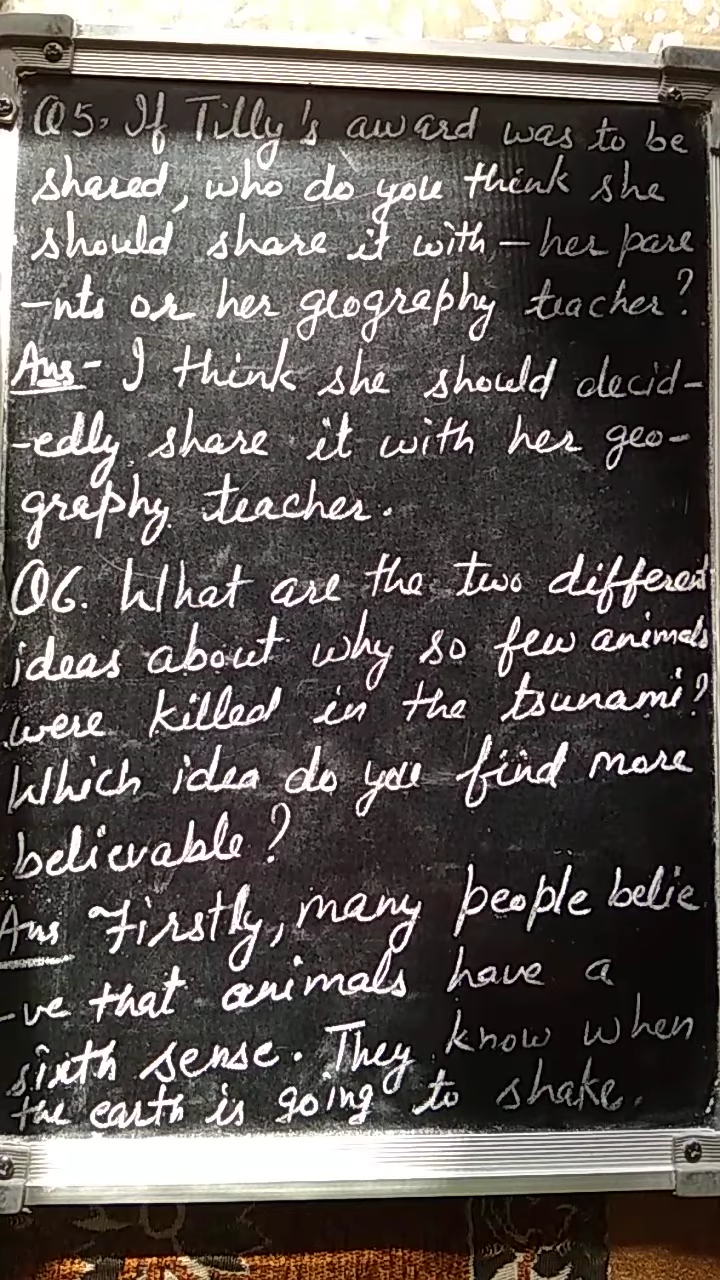 Q5. If Tilly's award was to be
shared, who do you think she
should share it with – her pare
-nts or her geography teacher?
Ans- I think she should decid-
-edly share it with her geo-
graphy teacher.
Q6. What are the two different
ideas about why so few animals
were killed in the tsunami?
Which idea do you find more
believable?
Ans Firstly, many people belie
-ve that animals have a
sixth sense. They know when
the earth is going to shake.